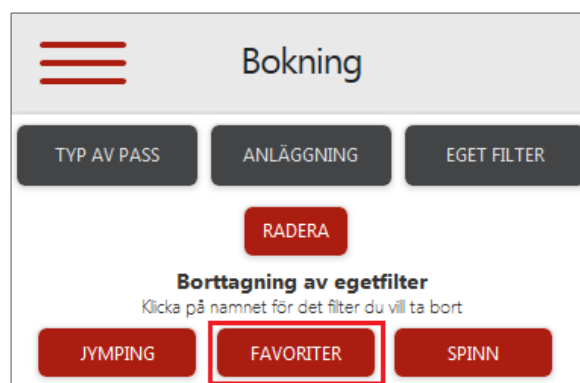 Bokning
TYP AV PASS ANLÄGGNING EGET FILTER
RADERA
Borttagning av egetfilter
Klicka på namnet för det filter du vill ta bort
JYMPING FAVORITER SPINN